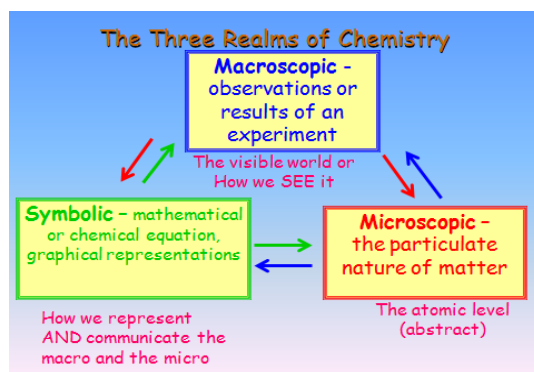 The Three Realms of Chemistry
Macroscopic -
observations or
results of an
experiment
The visible world or
How we SEE it
Symbolic – mathematical
or chemical equation,
graphical representations
How we represent
AND communicate the
macro and the micro
Microscopic –
the particulate
nature of matter
The atomic level
(abstract)